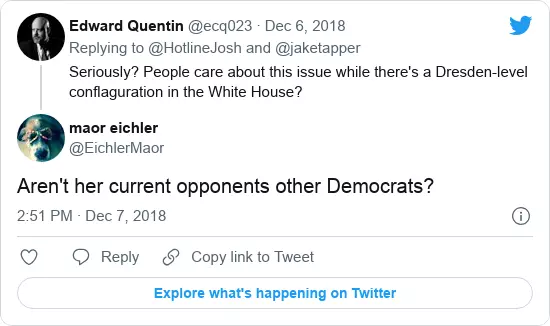 Edward Quentin @ecq023 · Dec 6, 2018
Replying to @HotlineJosh and @jaketapper
Seriously? People care about this issue while there's a Dresden-level
conflaguration in the White House?
maor eichler
@EichlerMaor
Aren't her current opponents other Democrats?
2:51 PM · Dec 7, 2018
Reply
Copy link to Tweet
Explore what's happening on Twitter